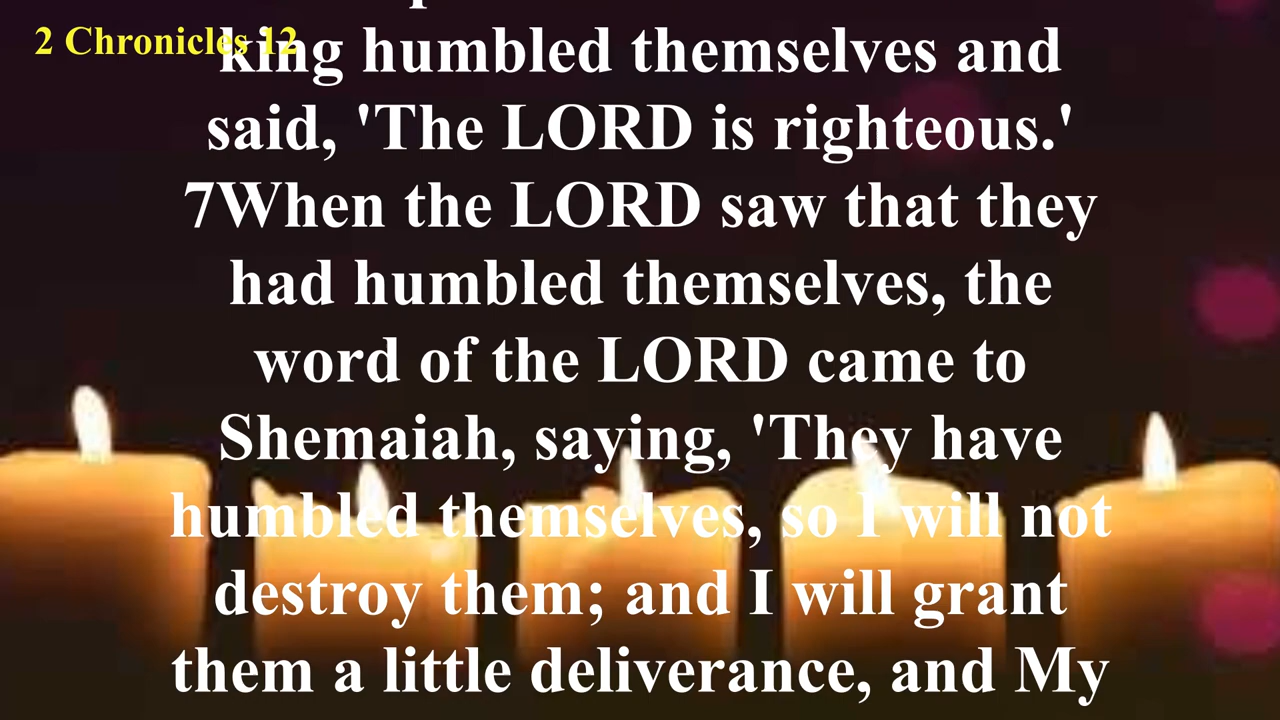 2 Chronicles 12
king humbled themselves and
said, 'The LORD is righteous.'
7When the LORD saw that they
had humbled themselves, the
word of the LORD came to
Shemaiah, saying, 'They have
humbled themselves, so I will not
destroy them; and I will grant
them a little deliverance, and My